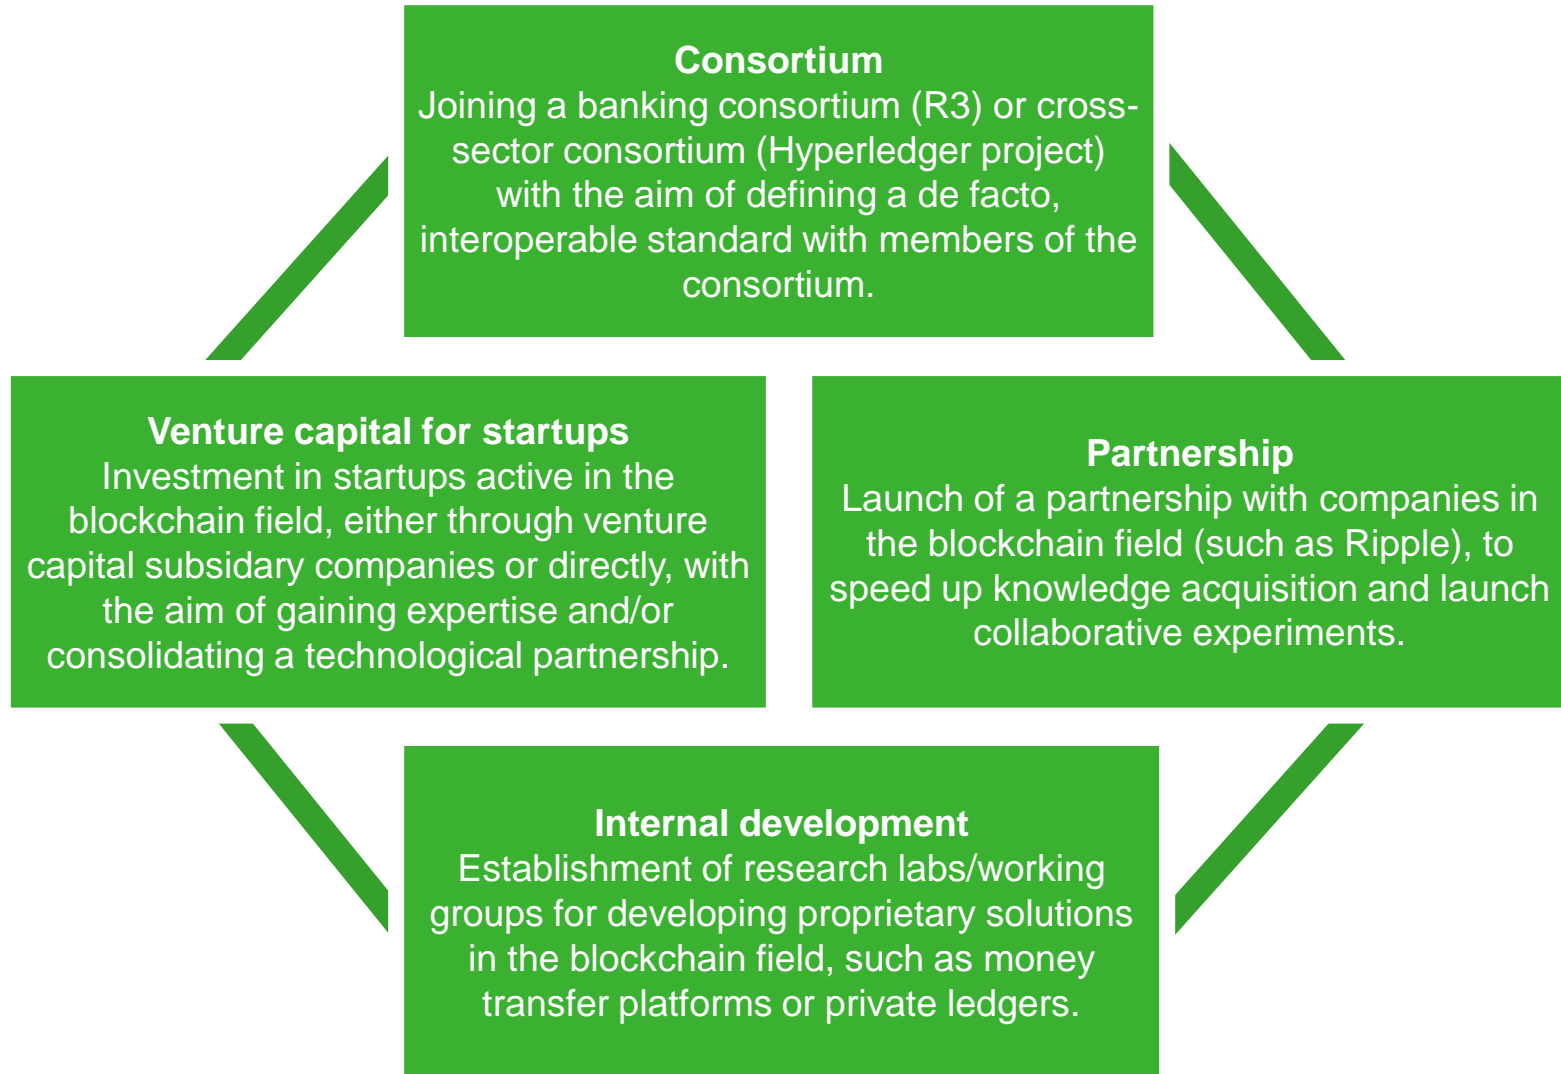 Consortium
Joining a banking consortium (R3) or cross-
sector consortium (Hyperledger project)
with the aim of defining a de facto,
interoperable standard with members of the
consortium.
Venture capital for startups
Investment in startups active in the
blockchain field, either through venture
capital subsidary companies or directly, with
the aim of gaining expertise and/or
consolidating a technological partnership.
Partnership
Launch of a partnership with companies in
the blockchain field (such as Ripple), to
speed up knowledge acquisition and launch
collaborative experiments.
Internal development
Establishment of research labs/working
groups for developing proprietary solutions
in the blockchain field, such as money
transfer platforms or private ledgers.